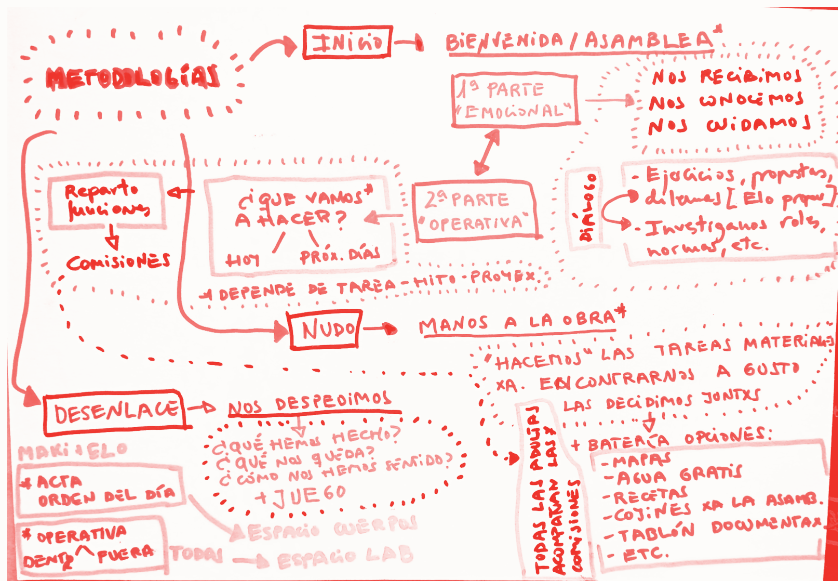 METODOLOGÍAS
INICIO
BIENVENIDA / ASAMBLEA*
1ª PARTE
"EMOCIONAL"
NOS RECIBIMOS
NOS CONOCEMOS
NOS CUIDAMOS
2ª PARTE
"OPERATIVA"
DIÁLOGO
- Ejercicios,
dilemas [Elo propus]
- Investigamos roles,
normas, etc.
¿QUE VAMOS*
A HACER?
HOY
PRÓX. DÍAS
Reparto
funciones
COMISIONES
* DEPENDE DE TAREA - HITO - PROYEX.
NUDO
MANOS A LA OBRA*
"HACEMOS" LAS TAREAS MATERIALES
XA. ENCONTRARNOS A GUSTO
LAS DECIDIMOS JUNTXS
+ BATERÍA OPCIONES:
- MAPAS
- AGUA GRATIS
- RECETAS
- COJINES XA LA ASAMB.
- TABLÓN DOCUMENTAX.
- ETC.
TODAS LAS ADULTAS
ACOMPAÑAN LAS
COMISIONES
DESENLACE
NOS DESPEDIMOS
¿QUÉ HEMOS HECHO?
¿QUÉ NOS QUEDA?
¿CÓMO NOS HEMOS SENTIDO?
+ JUEGO
MAKI + ELO
* ACTA
ORDEN DEL DÍA
ESPACIO CUERPOS
* OPERATIVA
DENTRO FUERA
TODAS
ESPACIO LAB